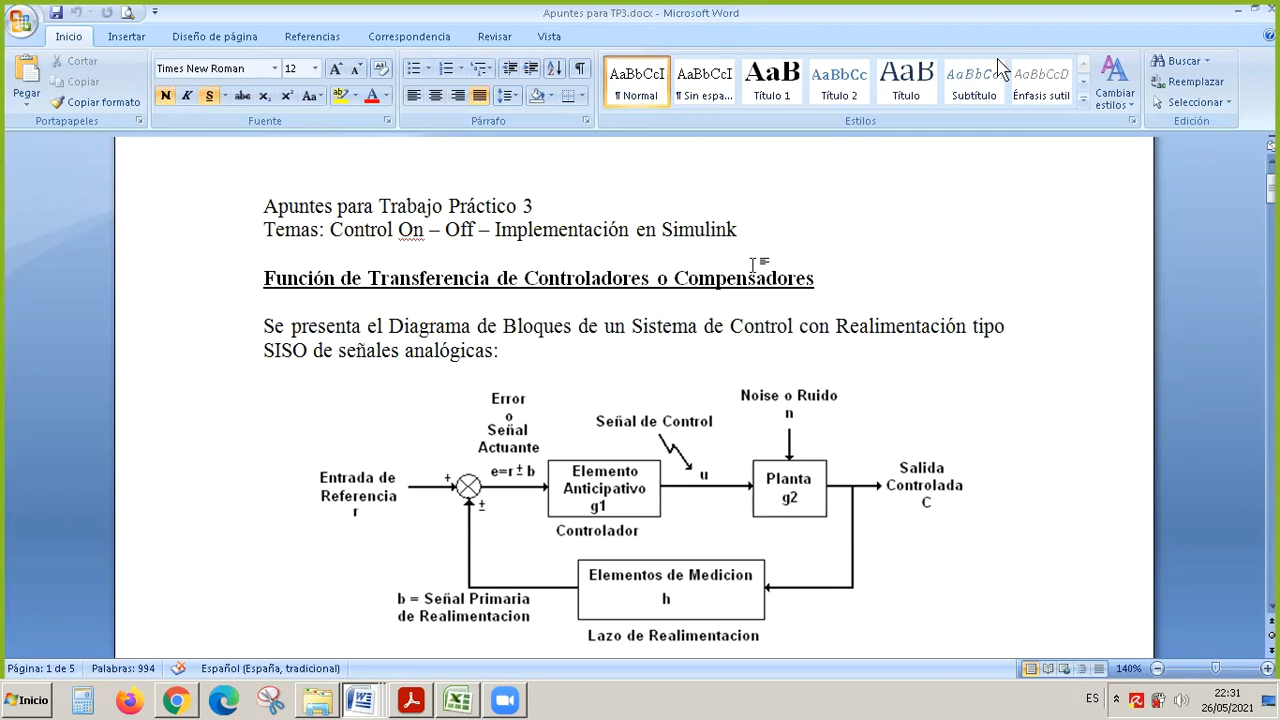 Apuntes para TP3.docx - Microsoft Word
Inicio Insertar Diseño de página Referencias Correspondencia Revisar Vista
Pegar
Cortar
Copiar
Copiar formato
Portapapeles
Times New Roman 12
N K S abc x₂ x² Aa
Fuente
Párrafo
AaBbCcI AaBbCcI AaB AaBbCc AaB AaBbCc AaBbCcD
¶ Normal ¶ Sin espa... Título 1 Título 2 Título Subtítulo Énfasis sutil
Estilos
Cambiar
estilos
Buscar
Reemplazar
Seleccionar
Edición
Apuntes para Trabajo Práctico 3
Temas: Control On – Off – Implementación en Simulink
Función de Transferencia de Controladores o Compensadores
Se presenta el Diagrama de Bloques de un Sistema de Control con Realimentación tipo
SISO de señales analógicas:
Error
o
Señal
Actuante
e=r ± b
Señal de Control
Noise o Ruido
n
Entrada de
Referencia
r
+
±
Elemento
Anticipativo
g1
Controlador
u
Planta
g2
Salida
Controlada
C
Elementos de Medicion
h
Lazo de Realimentacion
b = Señal Primaria
de Realimentacion
Página: 1 de 5 Palabras: 994 Español (España, tradicional) 140%
Inicio
ES
22:31
26/05/2021